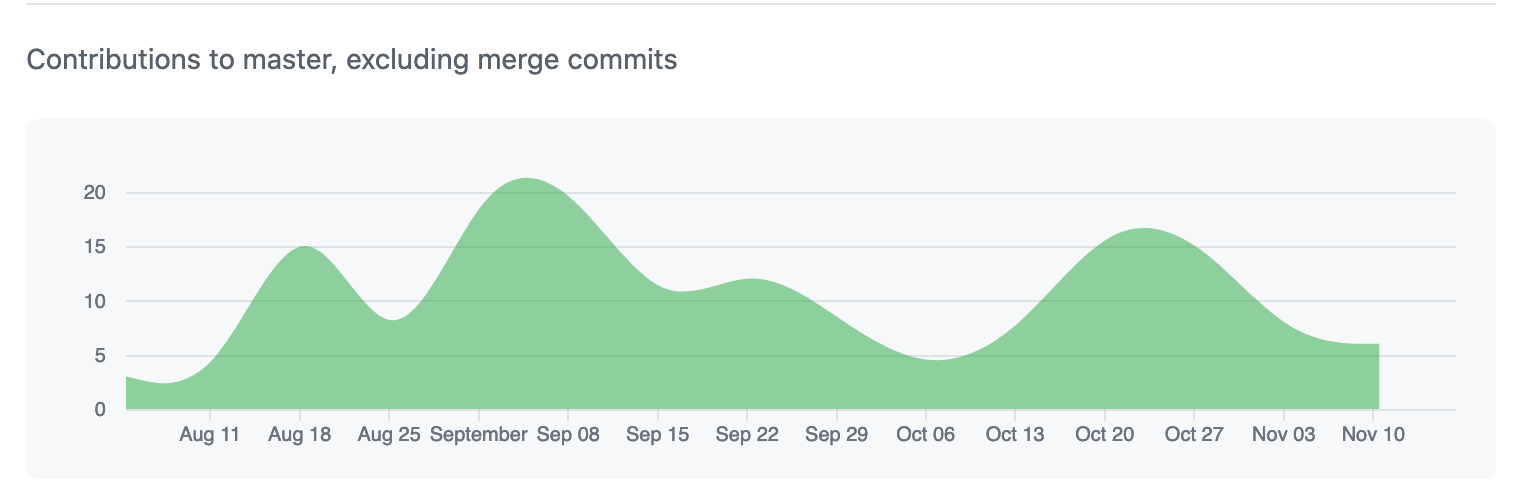 Contributions to master, excluding merge commits
20
15
10
5
0
Aug 11 Aug 18 Aug 25 September Sep 08 Sep 15 Sep 22 Sep 29 Oct 06 Oct 13 Oct 20 Oct 27 Nov 03 Nov 10